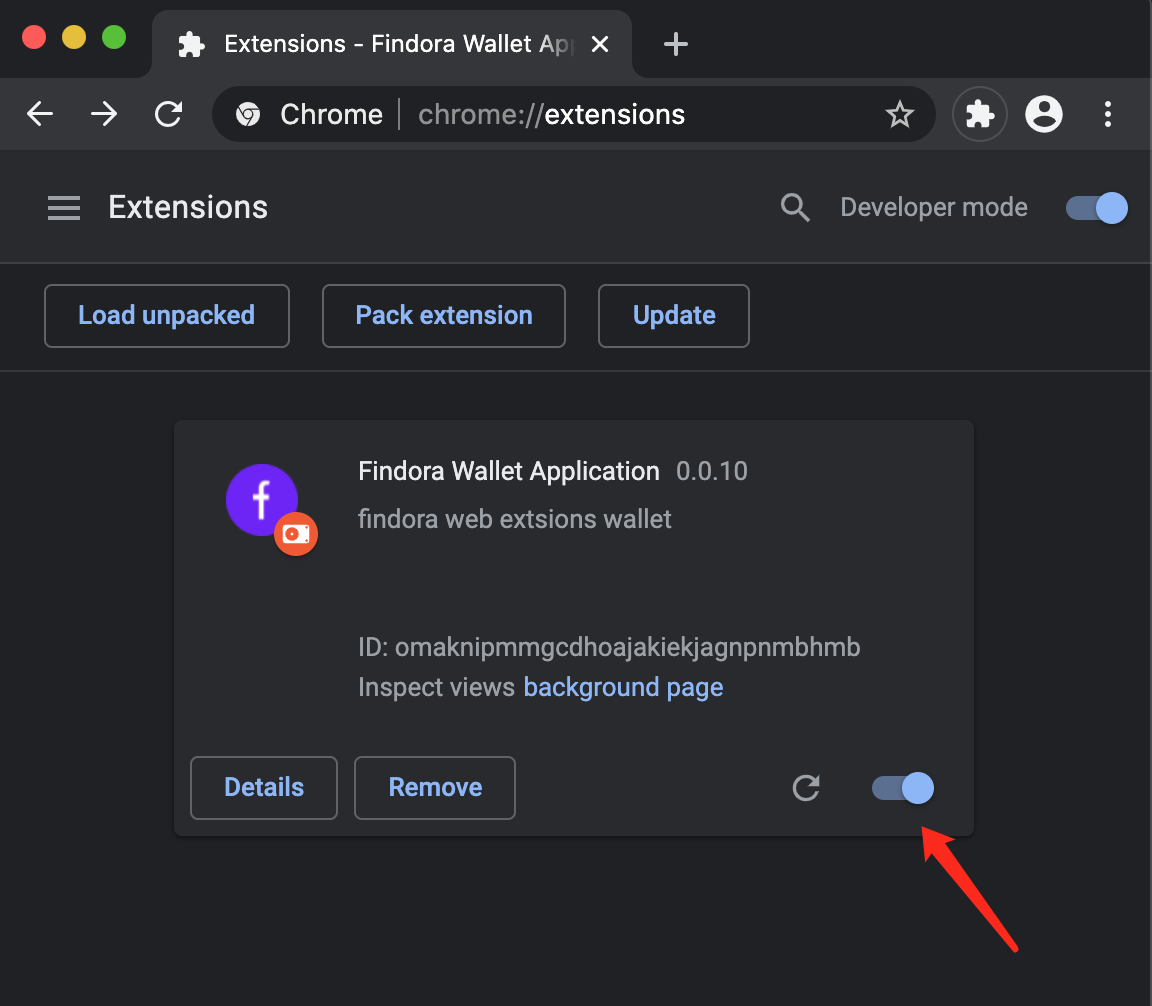 Extensions - Findora Wallet Ap
Chrome | chrome://extensions
Extensions
Developer mode
Load unpacked
Pack extension
Update
f
Findora Wallet Application 0.0.10
findora web extsions wallet
ID: omaknipmmgcdhoajakiekjagnpnmbhmb
Inspect views background page
Details
Remove